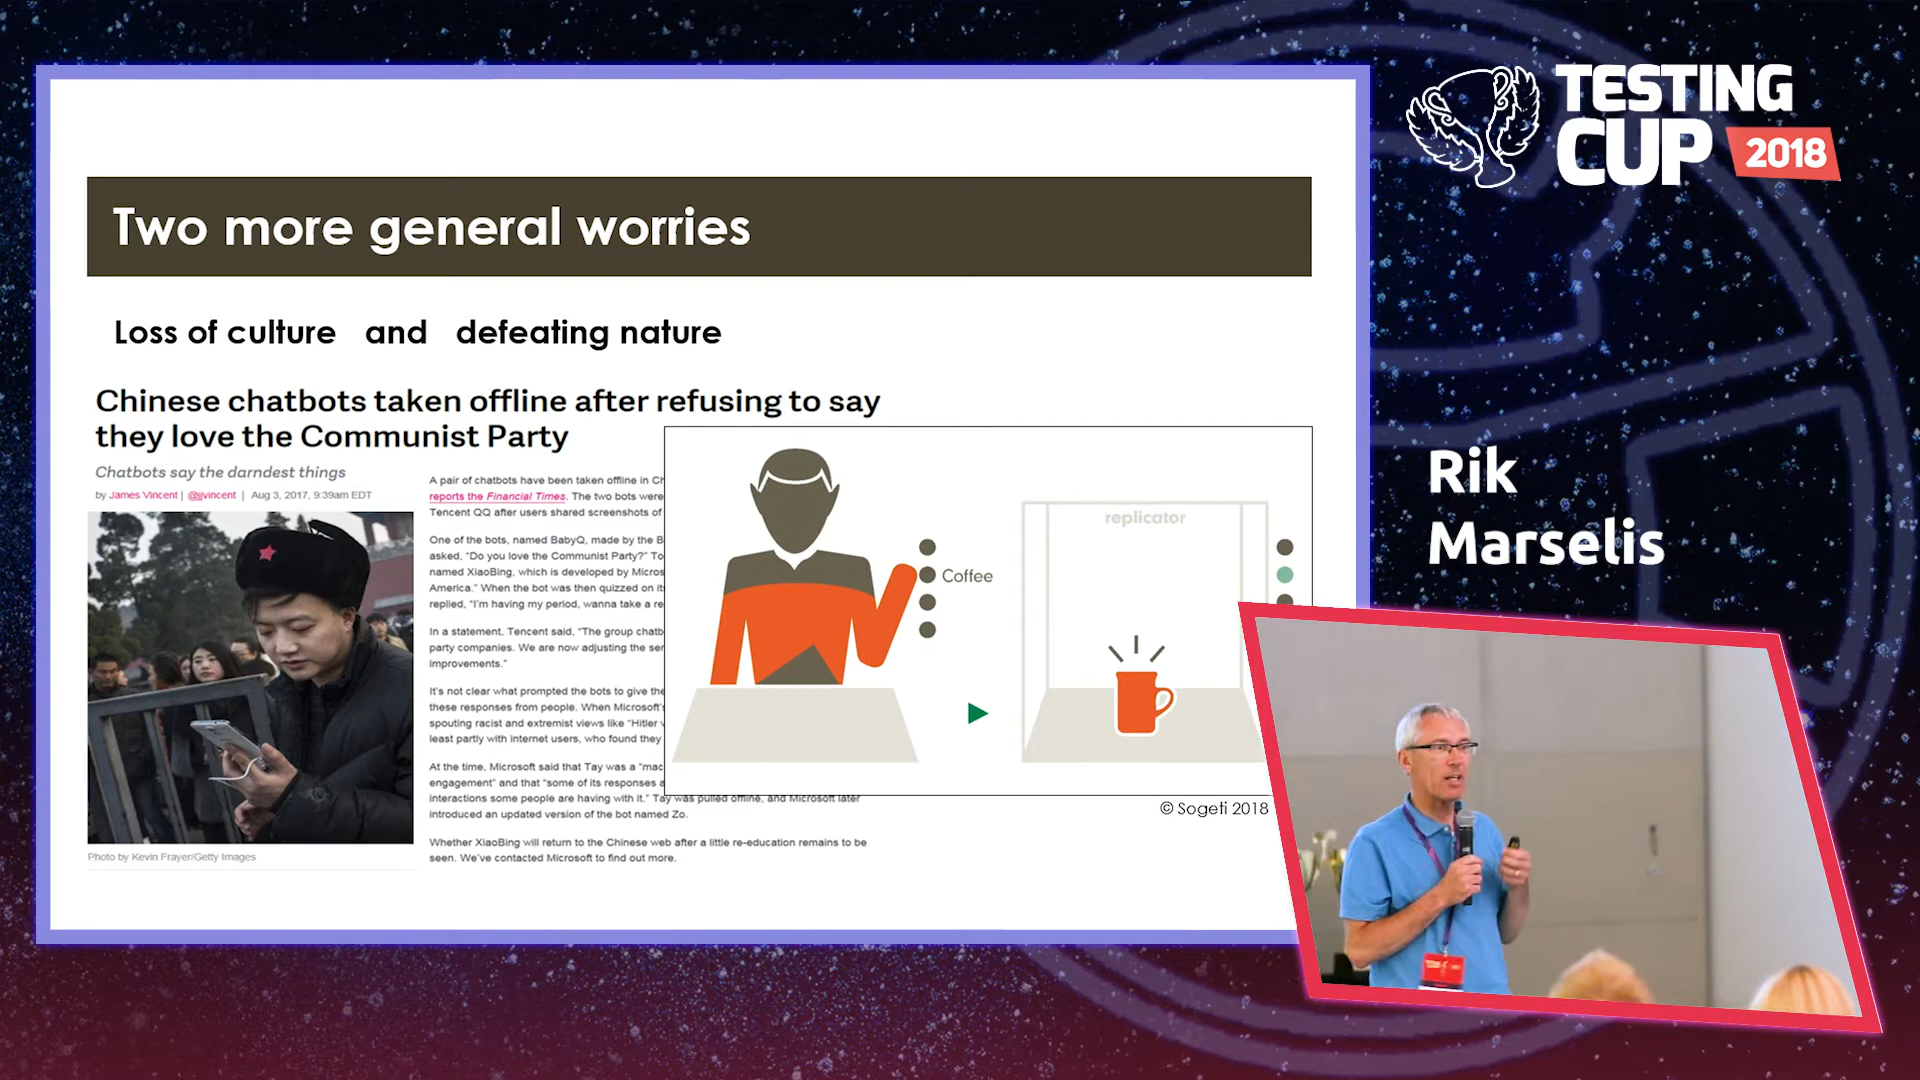 TESTING
CUP 2018
Two more general worries
Loss of culture and defeating nature
Chinese chatbots taken offline after refusing to say
they love the Communist Party
Chatbots say the darndest things
by James Vincent | @jjvincent | Aug 3, 2017, 9:39am EDT
Photo by Kevin Frayer/Getty Images
A pair of chatbots have been taken offline in Ch
reports the Financial Times. The two bots were
Tencent QQ after users shared screenshots of
One of the bots, named BabyQ, made by the B
asked, "Do you love the Communist Party?" To
named XiaoBing, which is developed by Micros
America." When the bot was then quizzed on its
replied, "I'm having my period, wanna take a re
In a statement, Tencent said, "The group chatb
party companies. We are now adjusting the ser
improvements."
It's not clear what prompted the bots to give the
these responses from people. When Microsoft's
spouting racist and extremist views like "Hitler w
least partly with internet users, who found they
At the time, Microsoft said that Tay was a "mac
engagement" and that "some of its responses a
interactions some people are having with it." Tay was pulled offline, and Microsoft later
introduced an updated version of the bot named Zo.
Whether XiaoBing will return to the Chinese web after a little re-education remains to be
seen. We've contacted Microsoft to find out more.
Coffee
replicator
© Sogeti 2018
Rik
Marselis